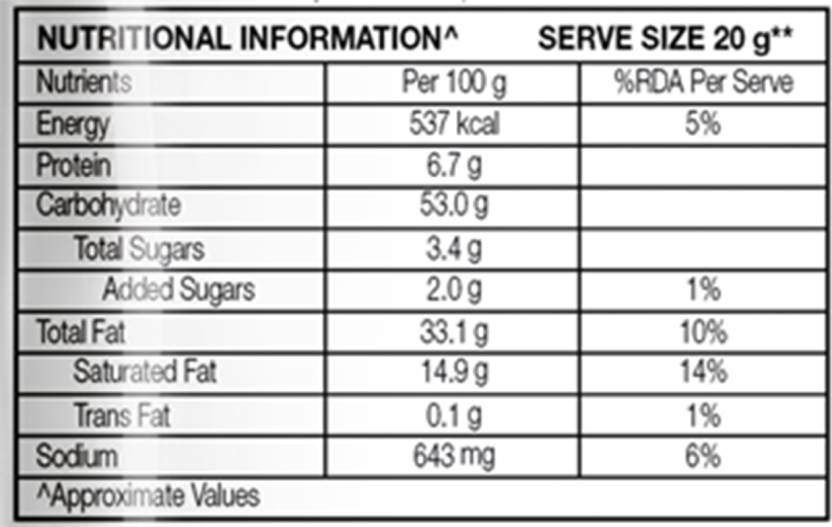 NUTRITIONAL INFORMATION^ SERVE SIZE 20 g**
Nutrients Per 100 g %RDA Per Serve
Energy 537 kcal 5%
Protein 6.7 g
Carbohydrate 53.0 g
Total Sugars 3.4 g
Added Sugars 2.0 g 1%
Total Fat 33.1 g 10%
Saturated Fat 14.9 g 14%
Trans Fat 0.1 g 1%
Sodium 643 mg 6%
^Approximate Values